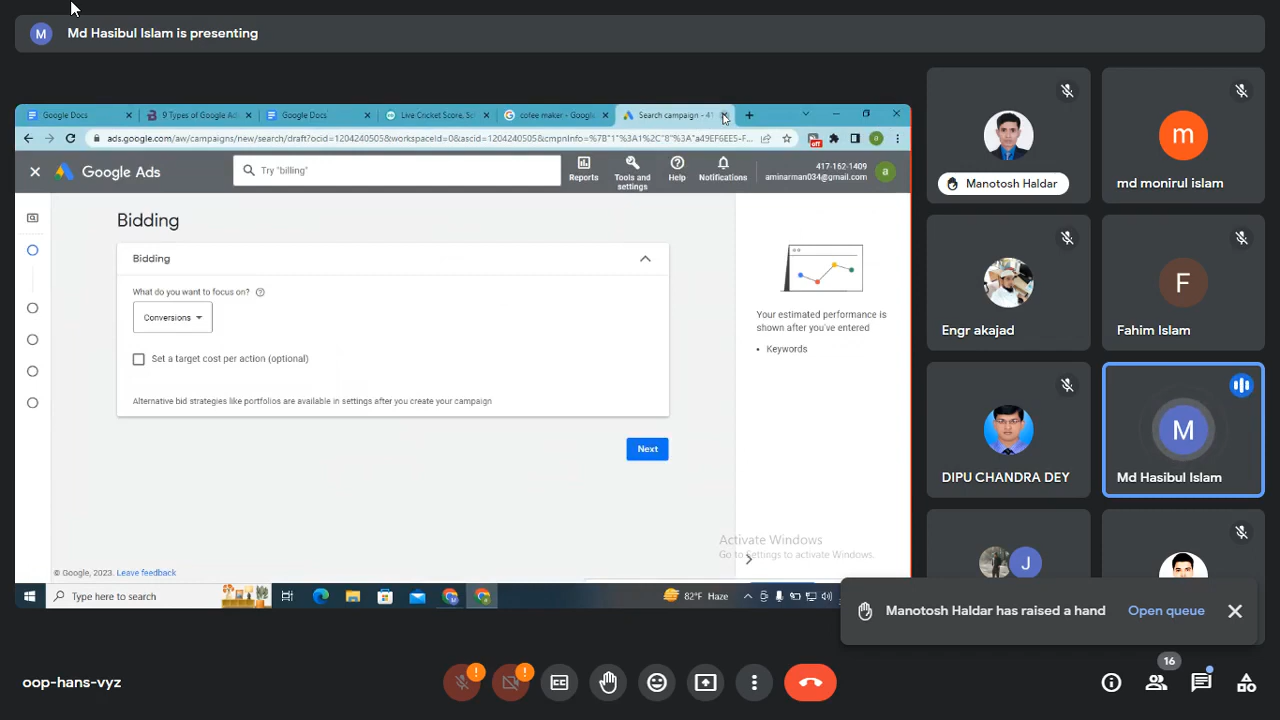 M Md Hasibul Islam is presenting
Google Docs
9 Types of Google Ad
Google Docs
Live Cricket Score, Sc
cofee maker - Google
Search campaign - 41
ads.google.com/aw/campaigns/new/search/draft?ocid=1204240505&workspaceId=0&ascid=1204240505&cmpnInfo=%7B"1"%3A1%2C"8"%3A"a49EF6EE5-F...
off
a
Google Ads
Try "billing"
Reports
Tools and
settings
Help
Notifications
417-162-1409
aminarman034@gmail.com
a
Bidding
Bidding
What do you want to focus on?
Conversions
Set a target cost per action (optional)
Alternative bid strategies like portfolios are available in settings after you create your campaign
Next
Your estimated performance is
shown after you've entered
• Keywords
Activate Windows
Go to Settings to activate Windows.
© Google, 2023. Leave feedback
Type here to search
82°F Haze
Manotosh Haldar
m
md monirul islam
Engr akajad
F
Fahim Islam
DIPU CHANDRA DEY
M
Md Hasibul Islam
J
Manotosh Haldar has raised a hand
Open queue
oop-hans-vyz
CC
16